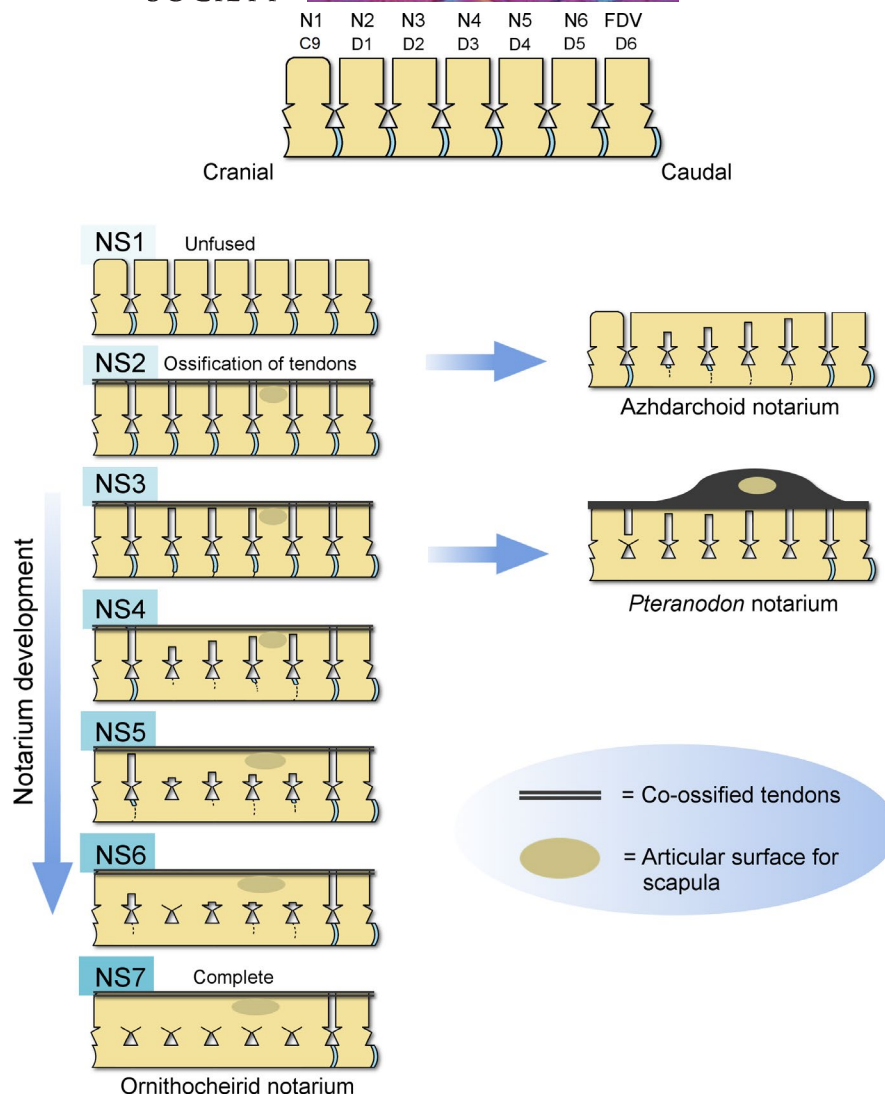 N1 N2 N3 N4 N5 N6 FDV
C9 D1 D2 D3 D4 D5 D6
Cranial Caudal
NS1 Unfused
NS2 Ossification of tendons
Azhdarchoid notarium
NS3
Pteranodon notarium
NS4
Notarium development
NS5
= Co-ossified tendons
NS6
= Articular surface for
scapula
NS7 Complete
Ornithocheirid notarium